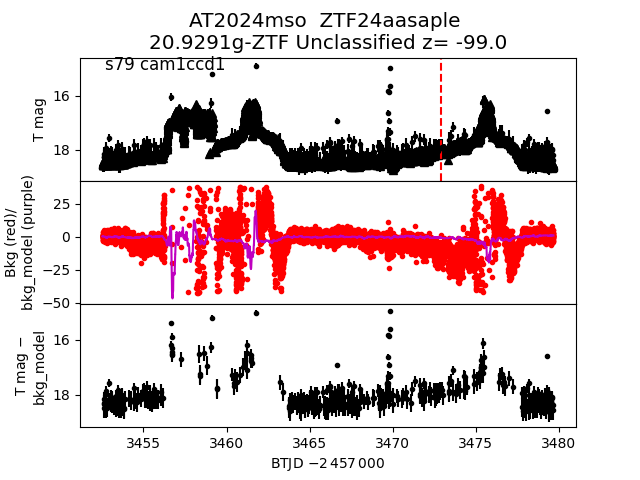 AT2024mso  ZTF24aasaple
20.9291g-ZTF Unclassified z= -99.0
s79 cam1ccd1
T mag
16
18
Bkg (red)/
bkg_model (purple)
25
0
−25
−50
T mag −
bkg_model
16
18
3455 3460 3465 3470 3475 3480
BTJD −2 457 000